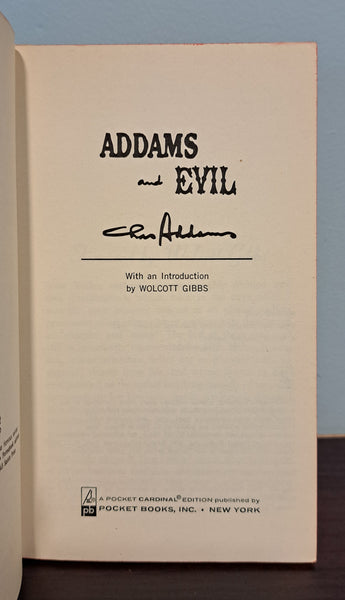 ADDAMS
and EVIL
Chas Addams
With an Introduction
by WOLCOTT GIBBS
A POCKET CARDINAL® EDITION published by
pb POCKET BOOKS, INC. • NEW YORK